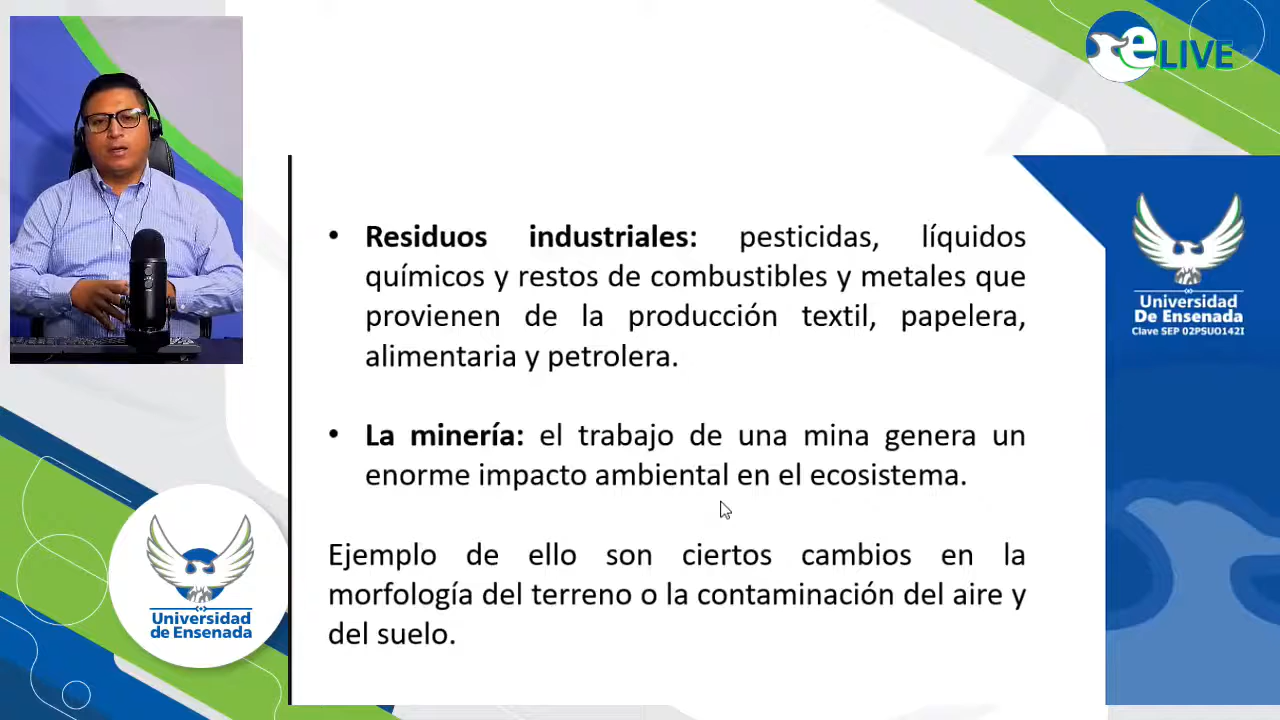 eLIVE
• Residuos industriales: pesticidas, líquidos
químicos y restos de combustibles y metales que
provienen de la producción textil, papelera,
alimentaria y petrolera.
• La minería: el trabajo de una mina genera un
enorme impacto ambiental en el ecosistema.
Ejemplo de ello son ciertos cambios en la
morfología del terreno o la contaminación del aire y
del suelo.
Universidad
De Ensenada
Clave SEP 02PSU0142I
Universidad
de Ensenada